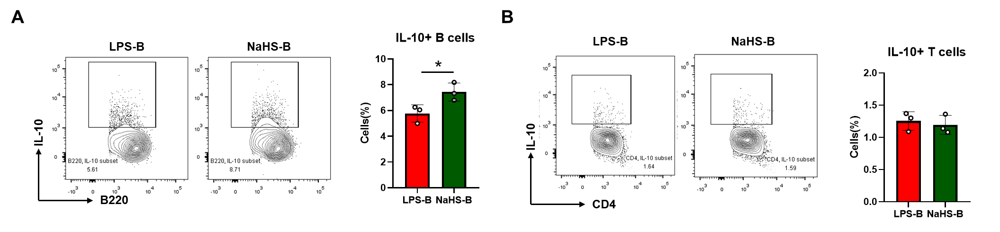 A
LPS-B
NaHS-B
10^5
10^4
10^3
0
IL-10
B220, IL-10 subset
5.61
-10^3 0 10^3 10^4 10^5
10^5
10^4
10^3
0
B220, IL-10 subset
8.71
-10^3 0 10^3 10^4 10^5
B220
IL-10+ B cells
*
Cells(%)
10
8
6
4
2
0
LPS-B NaHS-B
B
LPS-B
NaHS-B
10^5
10^4
10^3
0
IL-10
CD4, IL-10 subset
1.64
-10^3 0 10^3 10^4 10^5
10^5
10^4
10^3
0
CD4, IL-10 subset
1.59
-10^3 0 10^3 10^4 10^5
CD4
IL-10+ T cells
Cells(%)
2.0
1.5
1.0
0.5
0.0
LPS-B NaHS-B